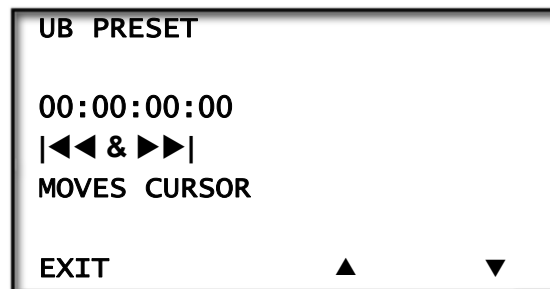 UB PRESET
00:00:00:00
|◀◀ & ▶▶|
MOVES CURSOR
EXIT ▲ ▼